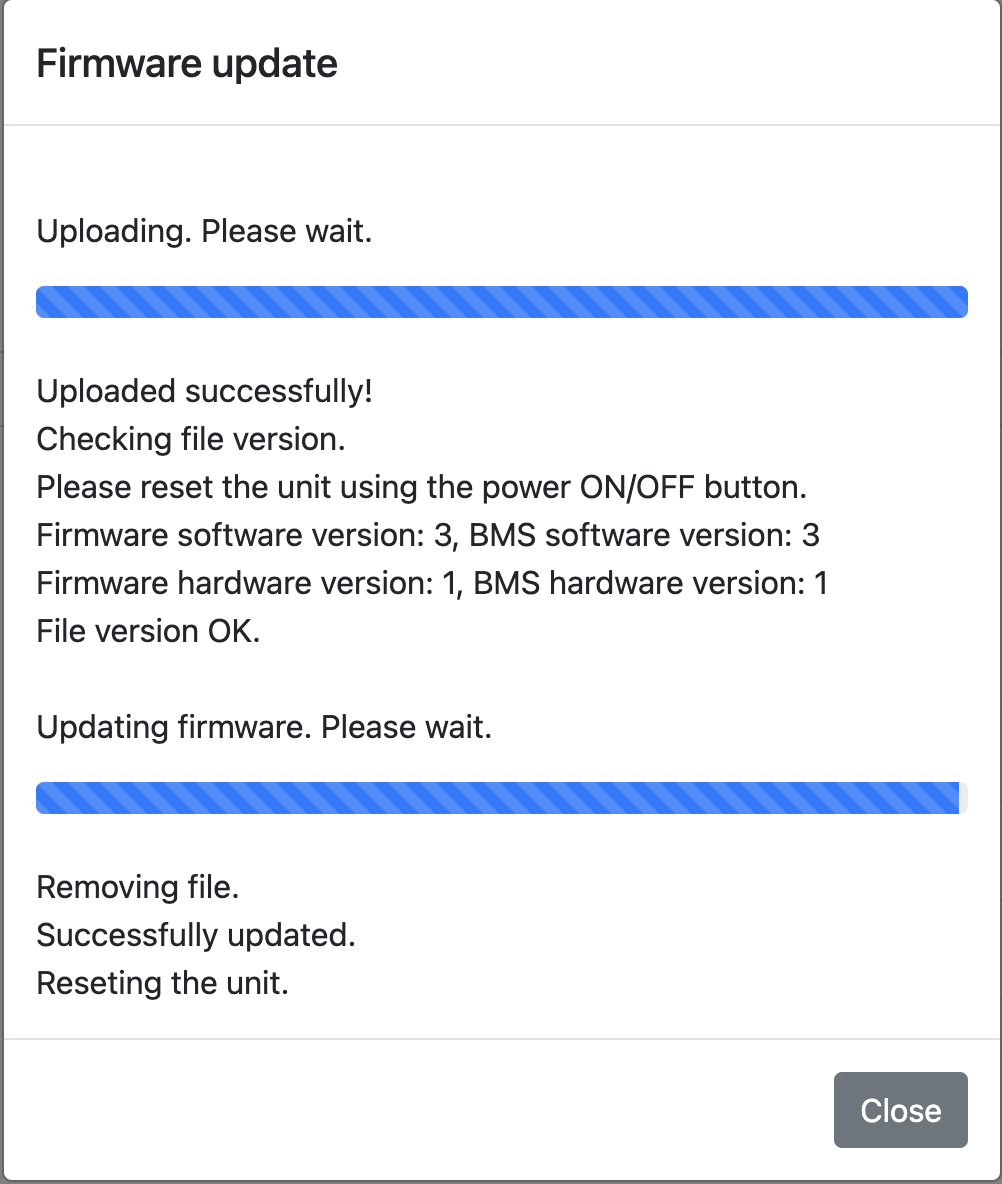 Firmware update
Uploading. Please wait.
Uploaded successfully!
Checking file version.
Please reset the unit using the power ON/OFF button.
Firmware software version: 3, BMS software version: 3
Firmware hardware version: 1, BMS hardware version: 1
File version OK.
Updating firmware. Please wait.
Removing file.
Successfully updated.
Reseting the unit.
Close